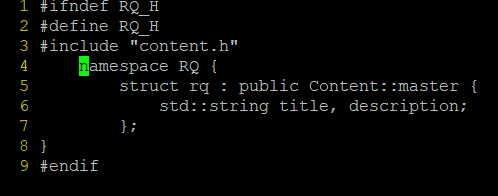 1 #ifndef RQ_H
2 #define RQ_H
3 #include "content.h"
4     namespace RQ {
5         struct rq : public Content::master {
6             std::string title, description;
7         };
8 }
9 #endif